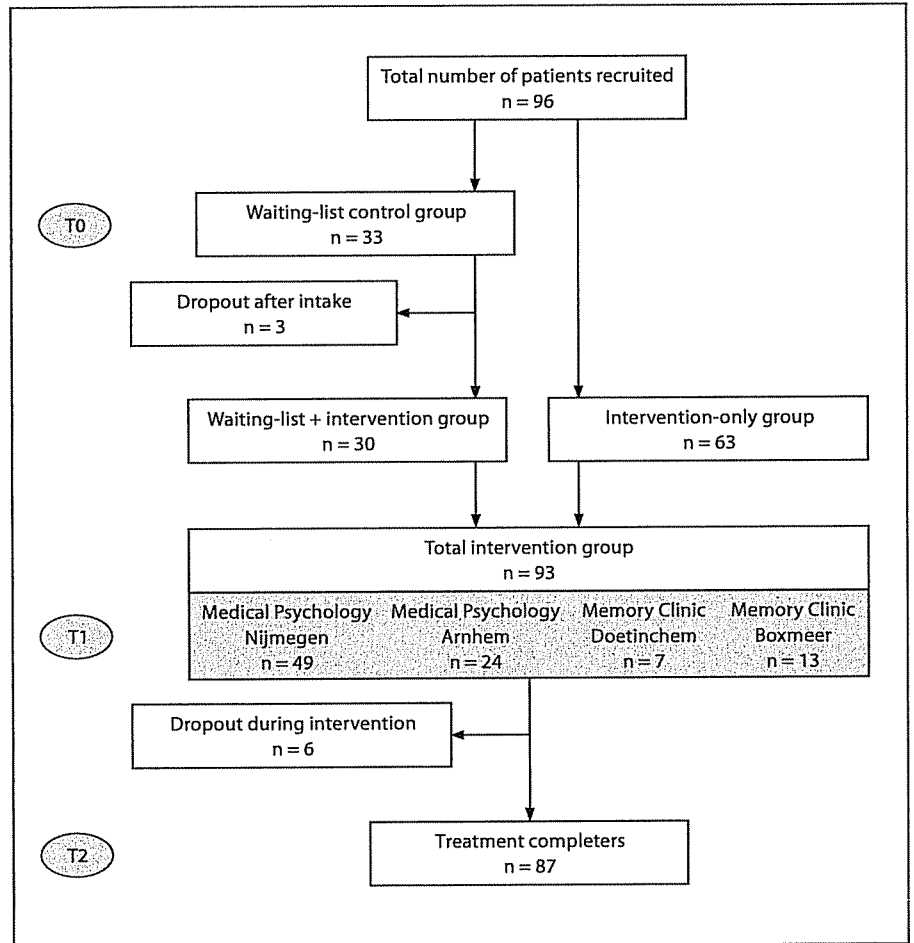 Total number of patients recruited
n = 96
T0
Waiting-list control group
n = 33
Dropout after intake
n = 3
Waiting-list + intervention group
n = 30
Intervention-only group
n = 63
Total intervention group
n = 93
T1
Medical Psychology
Nijmegen
n = 49
Medical Psychology
Arnhem
n = 24
Memory Clinic
Doetinchem
n = 7
Memory Clinic
Boxmeer
n = 13
Dropout during intervention
n = 6
T2
Treatment completers
n = 87